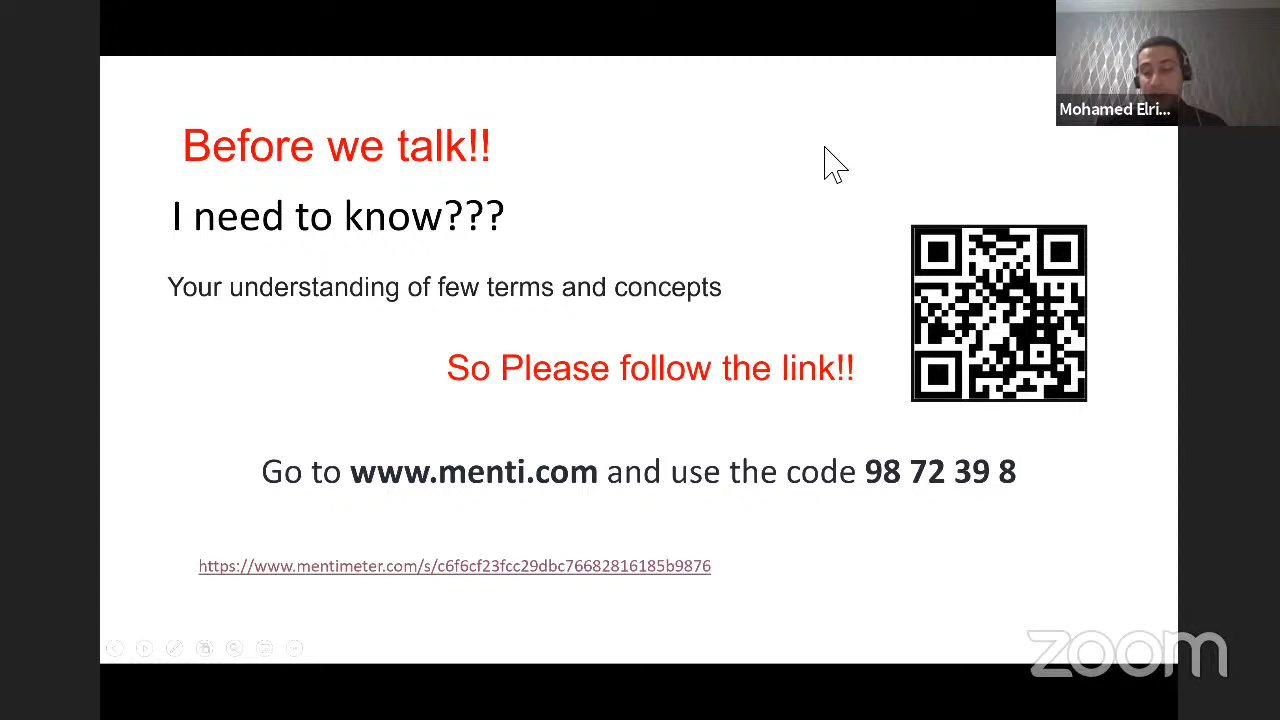 Before we talk!!
I need to know???
Your understanding of few terms and concepts
So Please follow the link!!
Go to www.menti.com and use the code 98 72 39 8
https://www.mentimeter.com/s/c6f6cf23fcc29dbc76682816185b9876
Mohamed Elri...
zoom